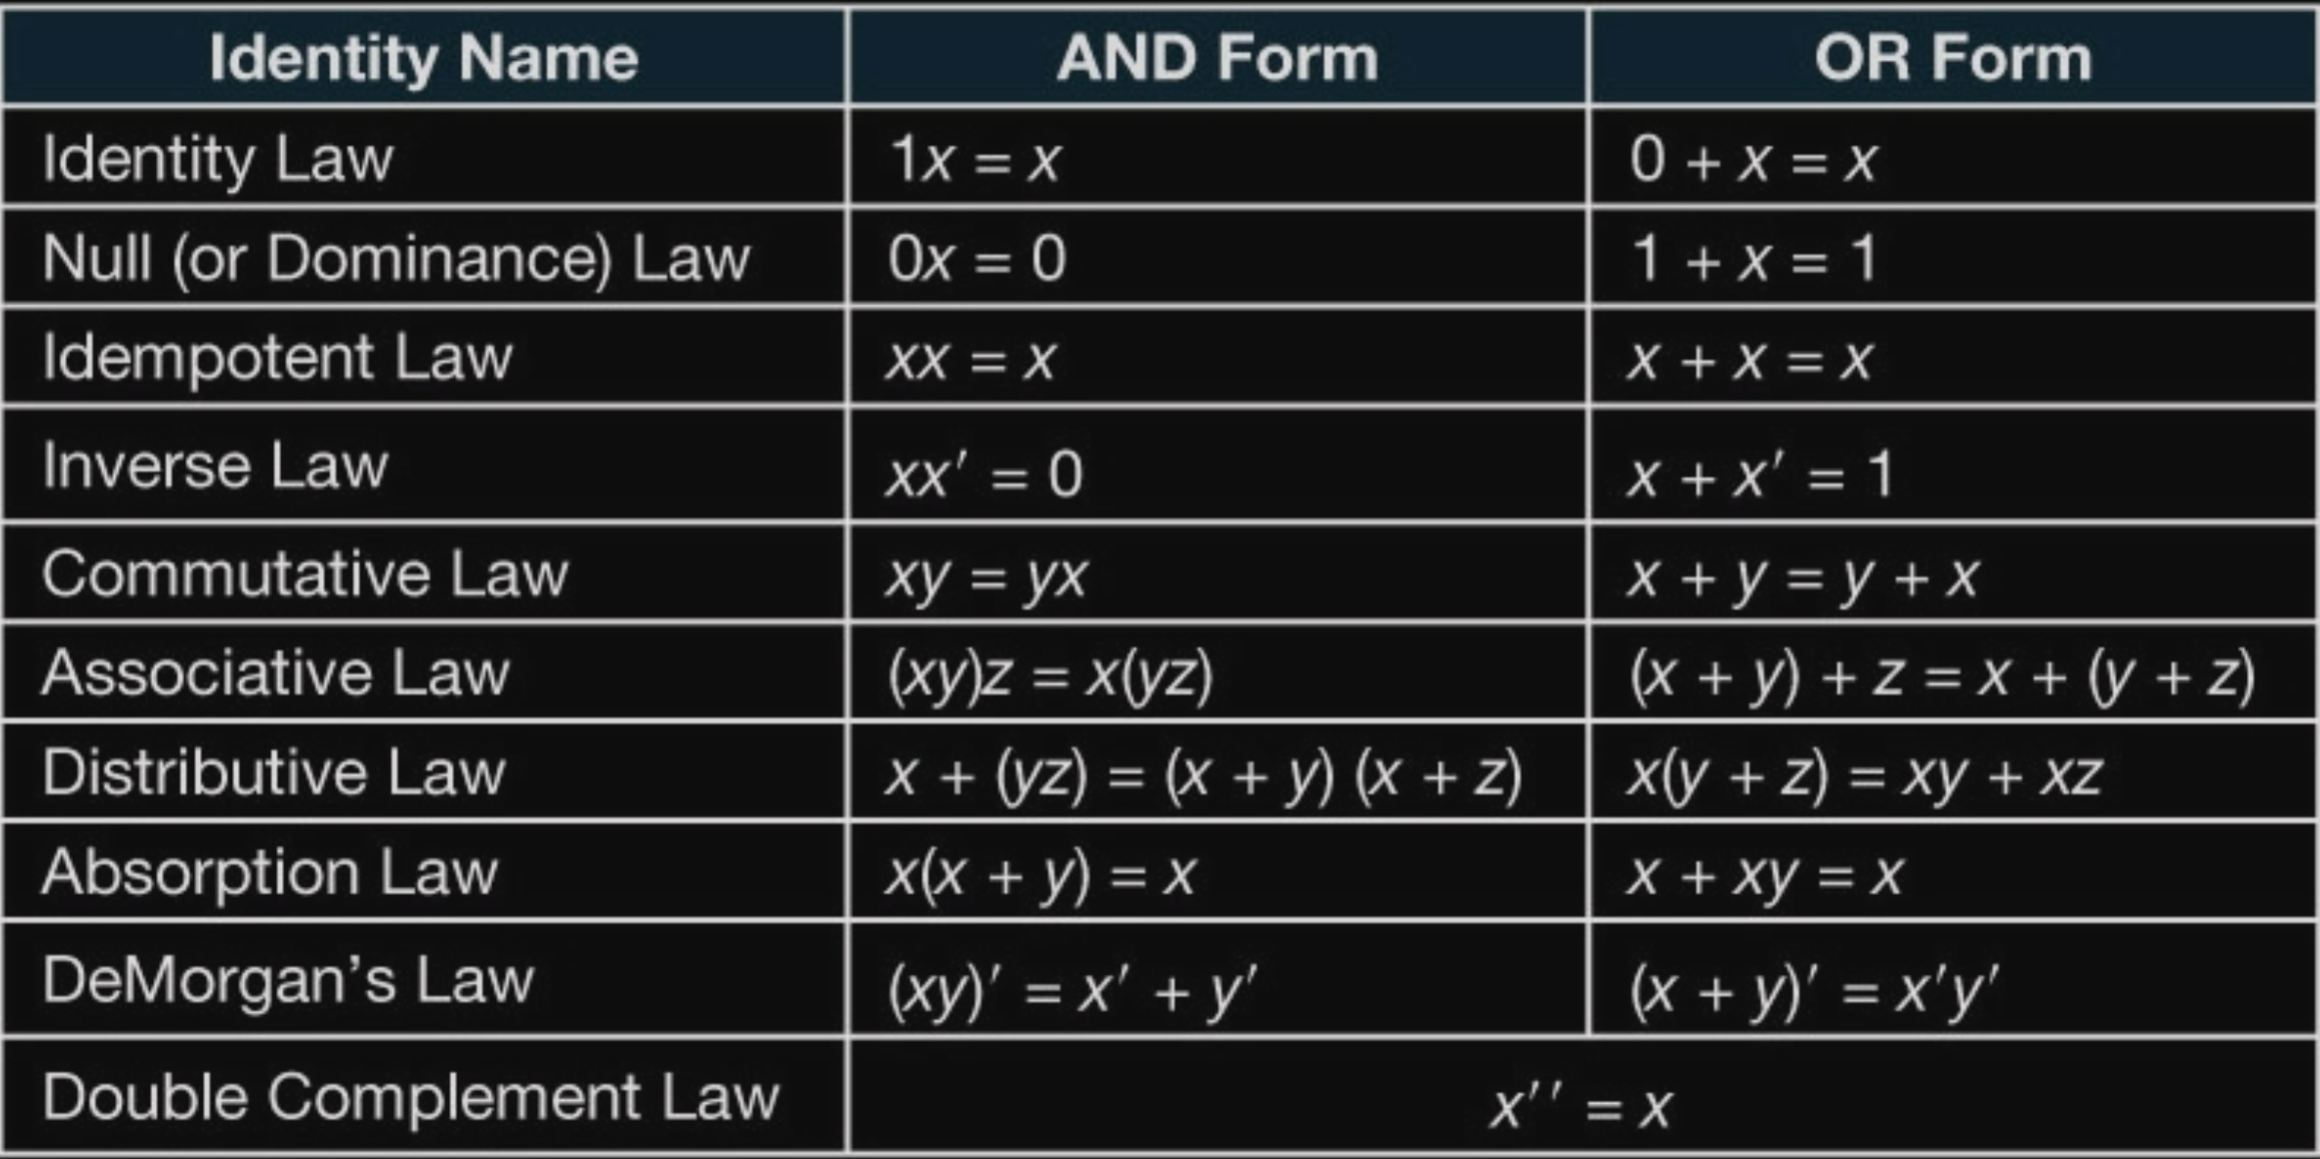 Identity Name AND Form OR Form
Identity Law 1x = x 0 + x = x
Null (or Dominance) Law 0x = 0 1 + x = 1
Idempotent Law xx = x x + x = x
Inverse Law xx′ = 0 x + x′ = 1
Commutative Law xy = yx x + y = y + x
Associative Law (xy)z = x(yz) (x + y) + z = x + (y + z)
Distributive Law x + (yz) = (x + y) (x + z) x(y + z) = xy + xz
Absorption Law x(x + y) = x x + xy = x
DeMorgan’s Law (xy)′ = x′ + y′ (x + y)′ = x′y′
Double Complement Law x′′ = x